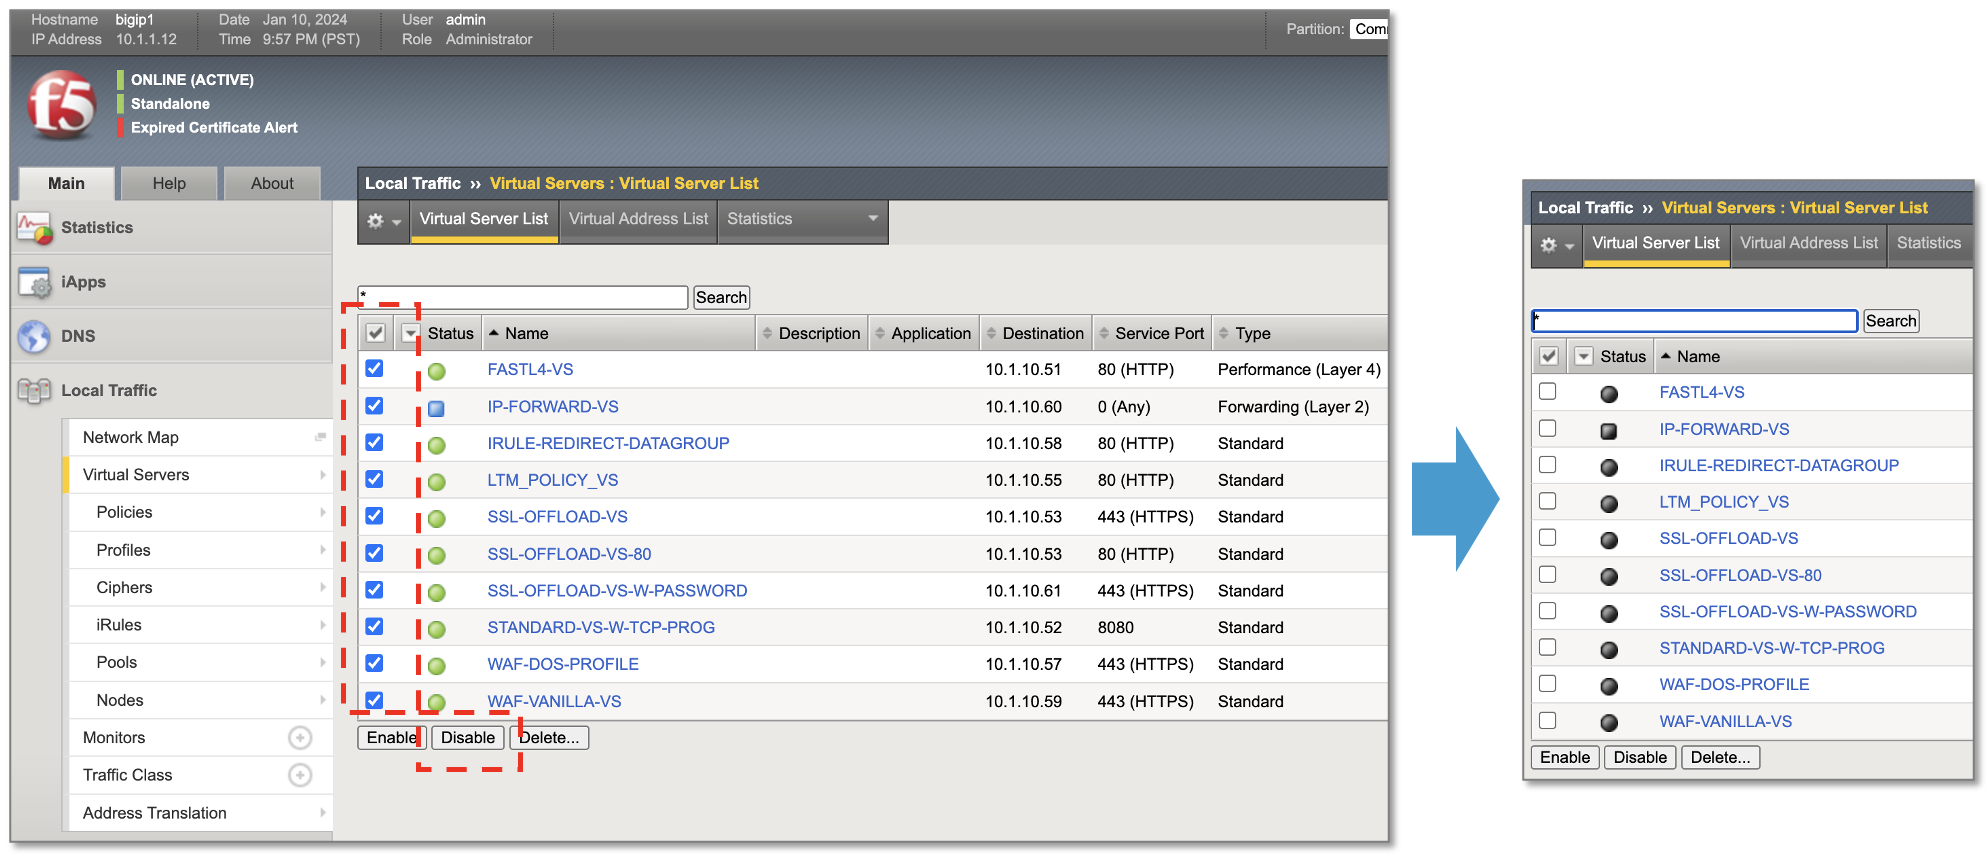 Hostname bigip1 Date Jan 10, 2024 User admin
IP Address 10.1.1.12 Time 9:57 PM (PST) Role Administrator
Partition:
f5
ONLINE (ACTIVE)
Standalone
Expired Certificate Alert
Main Help About
Statistics
iApps
DNS
Local Traffic
Network Map
Virtual Servers
Policies
Profiles
Ciphers
iRules
Pools
Nodes
Monitors
Traffic Class
Address Translation
Local Traffic ›› Virtual Servers : Virtual Server List
Virtual Server List Virtual Address List Statistics
* Search
Status Name Description Application Destination Service Port Type
FASTL4-VS 10.1.10.51 80 (HTTP) Performance (Layer 4)
IP-FORWARD-VS 10.1.10.60 0 (Any) Forwarding (Layer 2)
IRULE-REDIRECT-DATAGROUP 10.1.10.58 80 (HTTP) Standard
LTM_POLICY_VS 10.1.10.55 80 (HTTP) Standard
SSL-OFFLOAD-VS 10.1.10.53 443 (HTTPS) Standard
SSL-OFFLOAD-VS-80 10.1.10.53 80 (HTTP) Standard
SSL-OFFLOAD-VS-W-PASSWORD 10.1.10.61 443 (HTTPS) Standard
STANDARD-VS-W-TCP-PROG 10.1.10.52 8080 Standard
WAF-DOS-PROFILE 10.1.10.57 443 (HTTPS) Standard
WAF-VANILLA-VS 10.1.10.59 443 (HTTPS) Standard
Enable Disable Delete...
Local Traffic ›› Virtual Servers : Virtual Server List
Virtual Server List Virtual Address List Statistics
* Search
Status Name
FASTL4-VS
IP-FORWARD-VS
IRULE-REDIRECT-DATAGROUP
LTM_POLICY_VS
SSL-OFFLOAD-VS
SSL-OFFLOAD-VS-80
SSL-OFFLOAD-VS-W-PASSWORD
STANDARD-VS-W-TCP-PROG
WAF-DOS-PROFILE
WAF-VANILLA-VS
Enable Disable Delete...